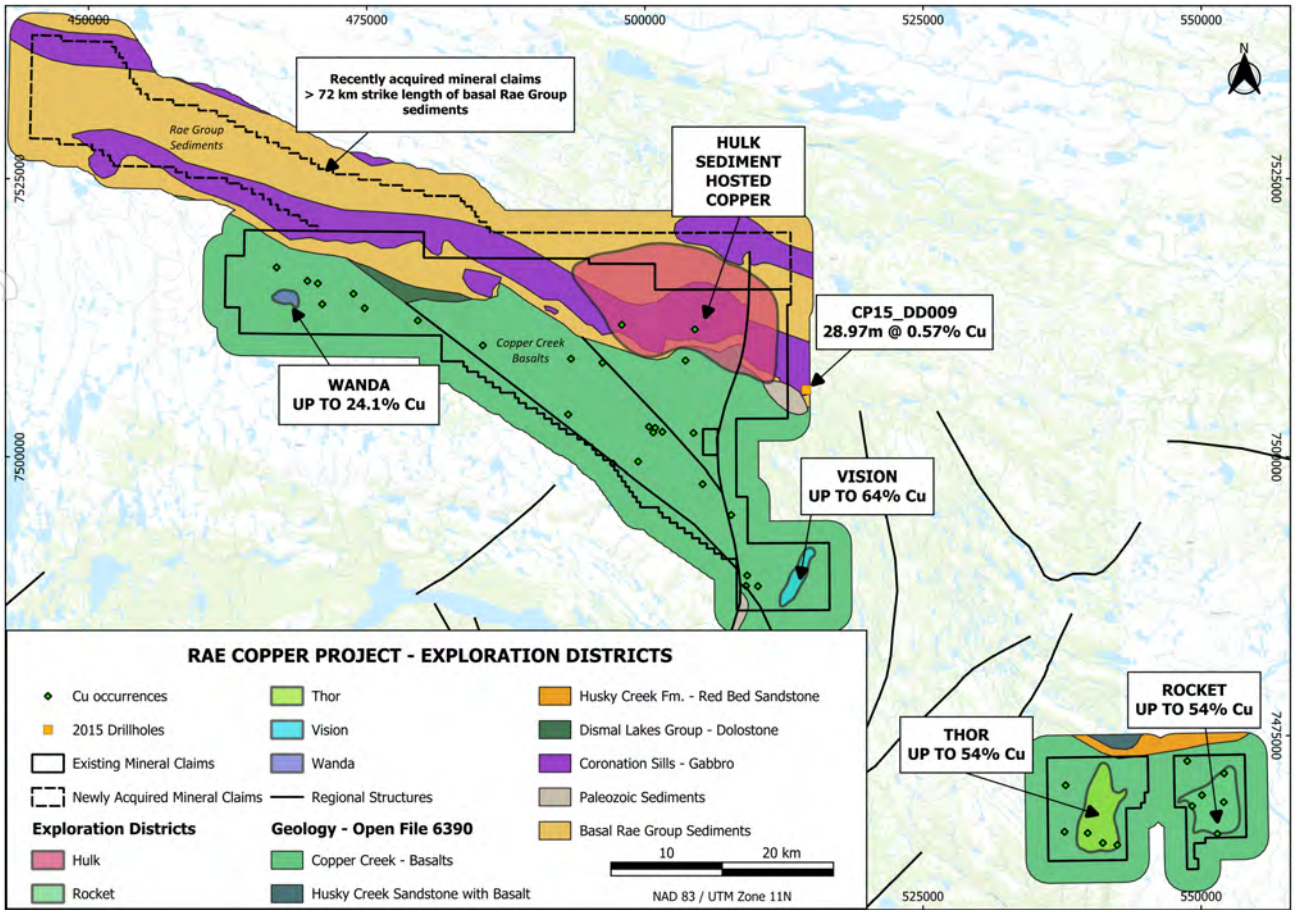 450000
475000
500000
525000
550000
N
Recently acquired mineral claims
> 72 km strike length of basal Rae Group
sediments
Rae Group
Sediments
HULK
SEDIMENT
HOSTED
COPPER
7525000
7525000
CP15_DD009
28.97m @ 0.57% Cu
Copper Creek
Basalts
WANDA
UP TO 24.1% Cu
7500000
7500000
VISION
UP TO 64% Cu
ROCKET
UP TO 54% Cu
THOR
UP TO 54% Cu
7475000
RAE COPPER PROJECT - EXPLORATION DISTRICTS
Cu occurrences
2015 Drillholes
Existing Mineral Claims
Newly Acquired Mineral Claims
Exploration Districts
Hulk
Rocket
Thor
Vision
Wanda
Regional Structures
Geology - Open File 6390
Copper Creek - Basalts
Husky Creek Sandstone with Basalt
Husky Creek Fm. - Red Bed Sandstone
Dismal Lakes Group - Dolostone
Coronation Sills - Gabbro
Paleozoic Sediments
Basal Rae Group Sediments
10 20 km
NAD 83 / UTM Zone 11N
525000
550000